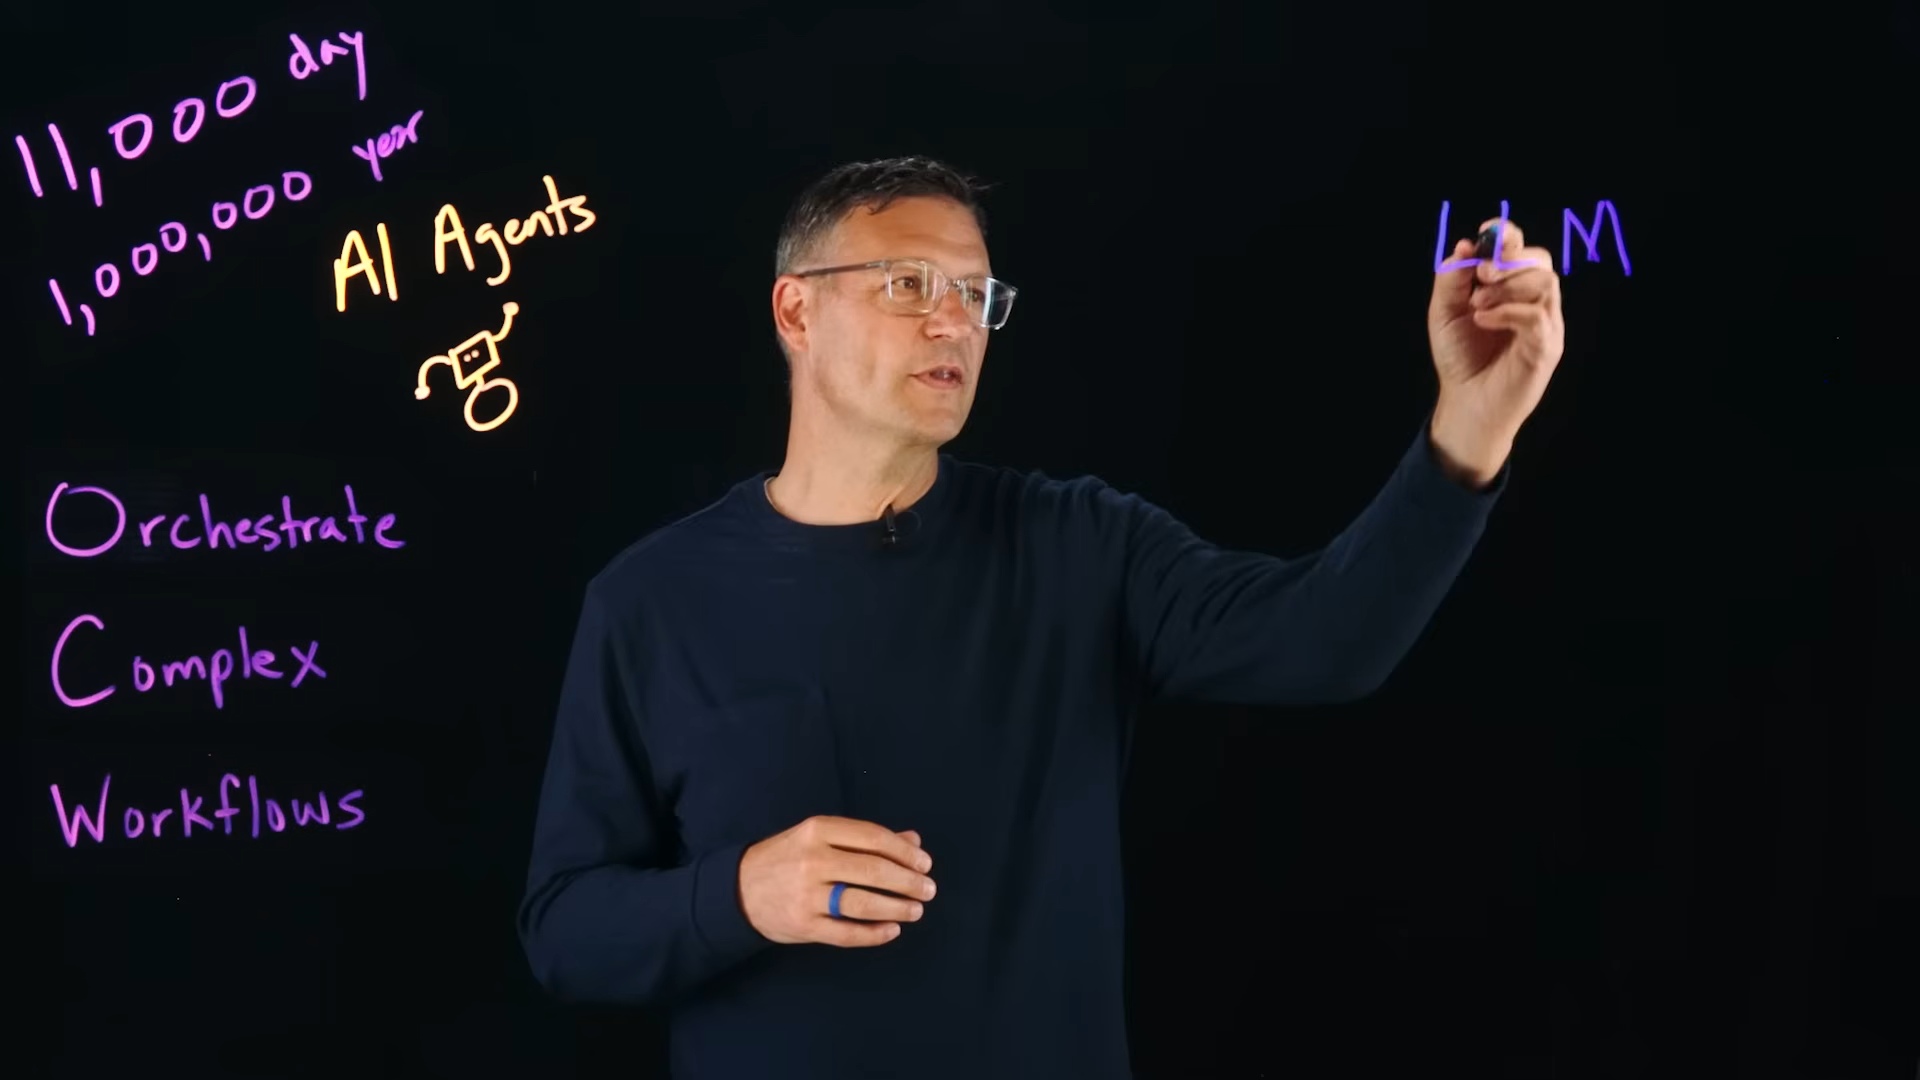 11,000 day
1,000,000 year
AI Agents
Orchestrate
Complex
Workflows
LLM